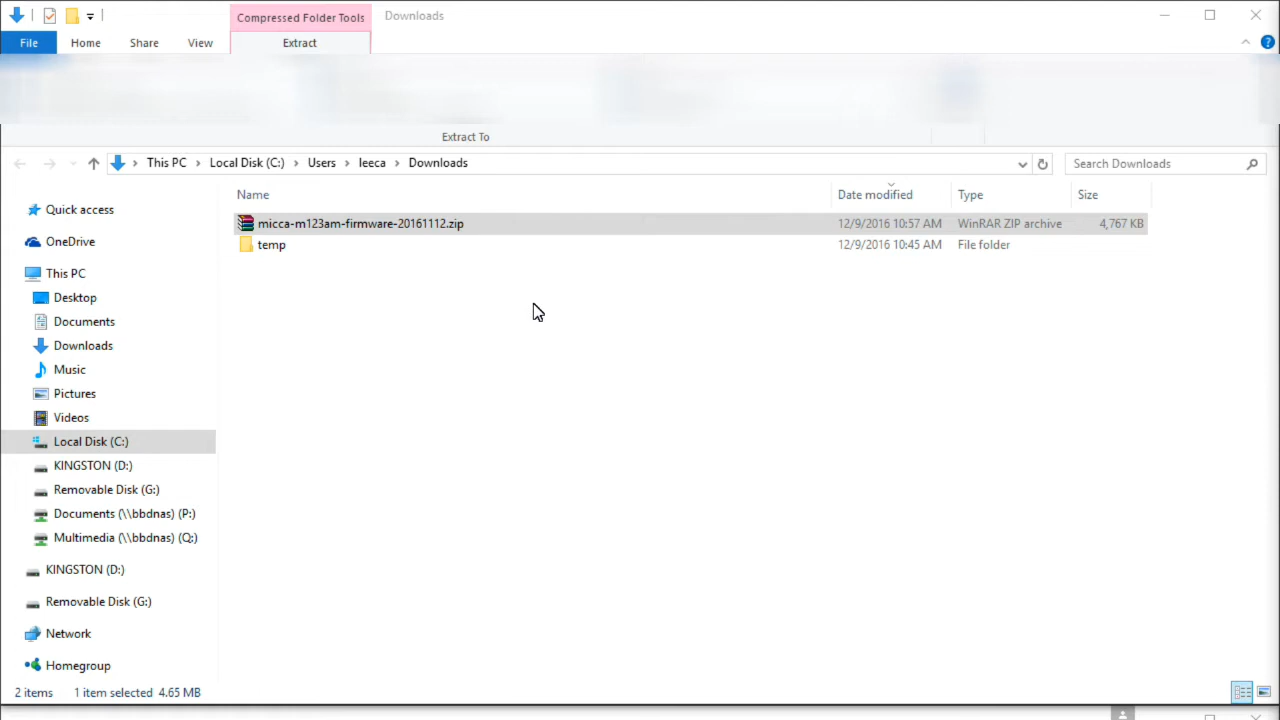 Compressed Folder Tools
Downloads
File
Home
Share
View
Extract
Extract To
This PC > Local Disk (C:) > Users > leeca > Downloads
Search Downloads
Name
Date modified
Type
Size
micca-m123am-firmware-20161112.zip
12/9/2016 10:57 AM
WinRAR ZIP archive
4,767 KB
temp
12/9/2016 10:45 AM
File folder
Quick access
OneDrive
This PC
Desktop
Documents
Downloads
Music
Pictures
Videos
Local Disk (C:)
KINGSTON (D:)
Removable Disk (G:)
Documents (\\bbdnas) (P:)
Multimedia (\\bbdnas) (Q:)
KINGSTON (D:)
Removable Disk (G:)
Network
Homegroup
2 items
1 item selected 4.65 MB